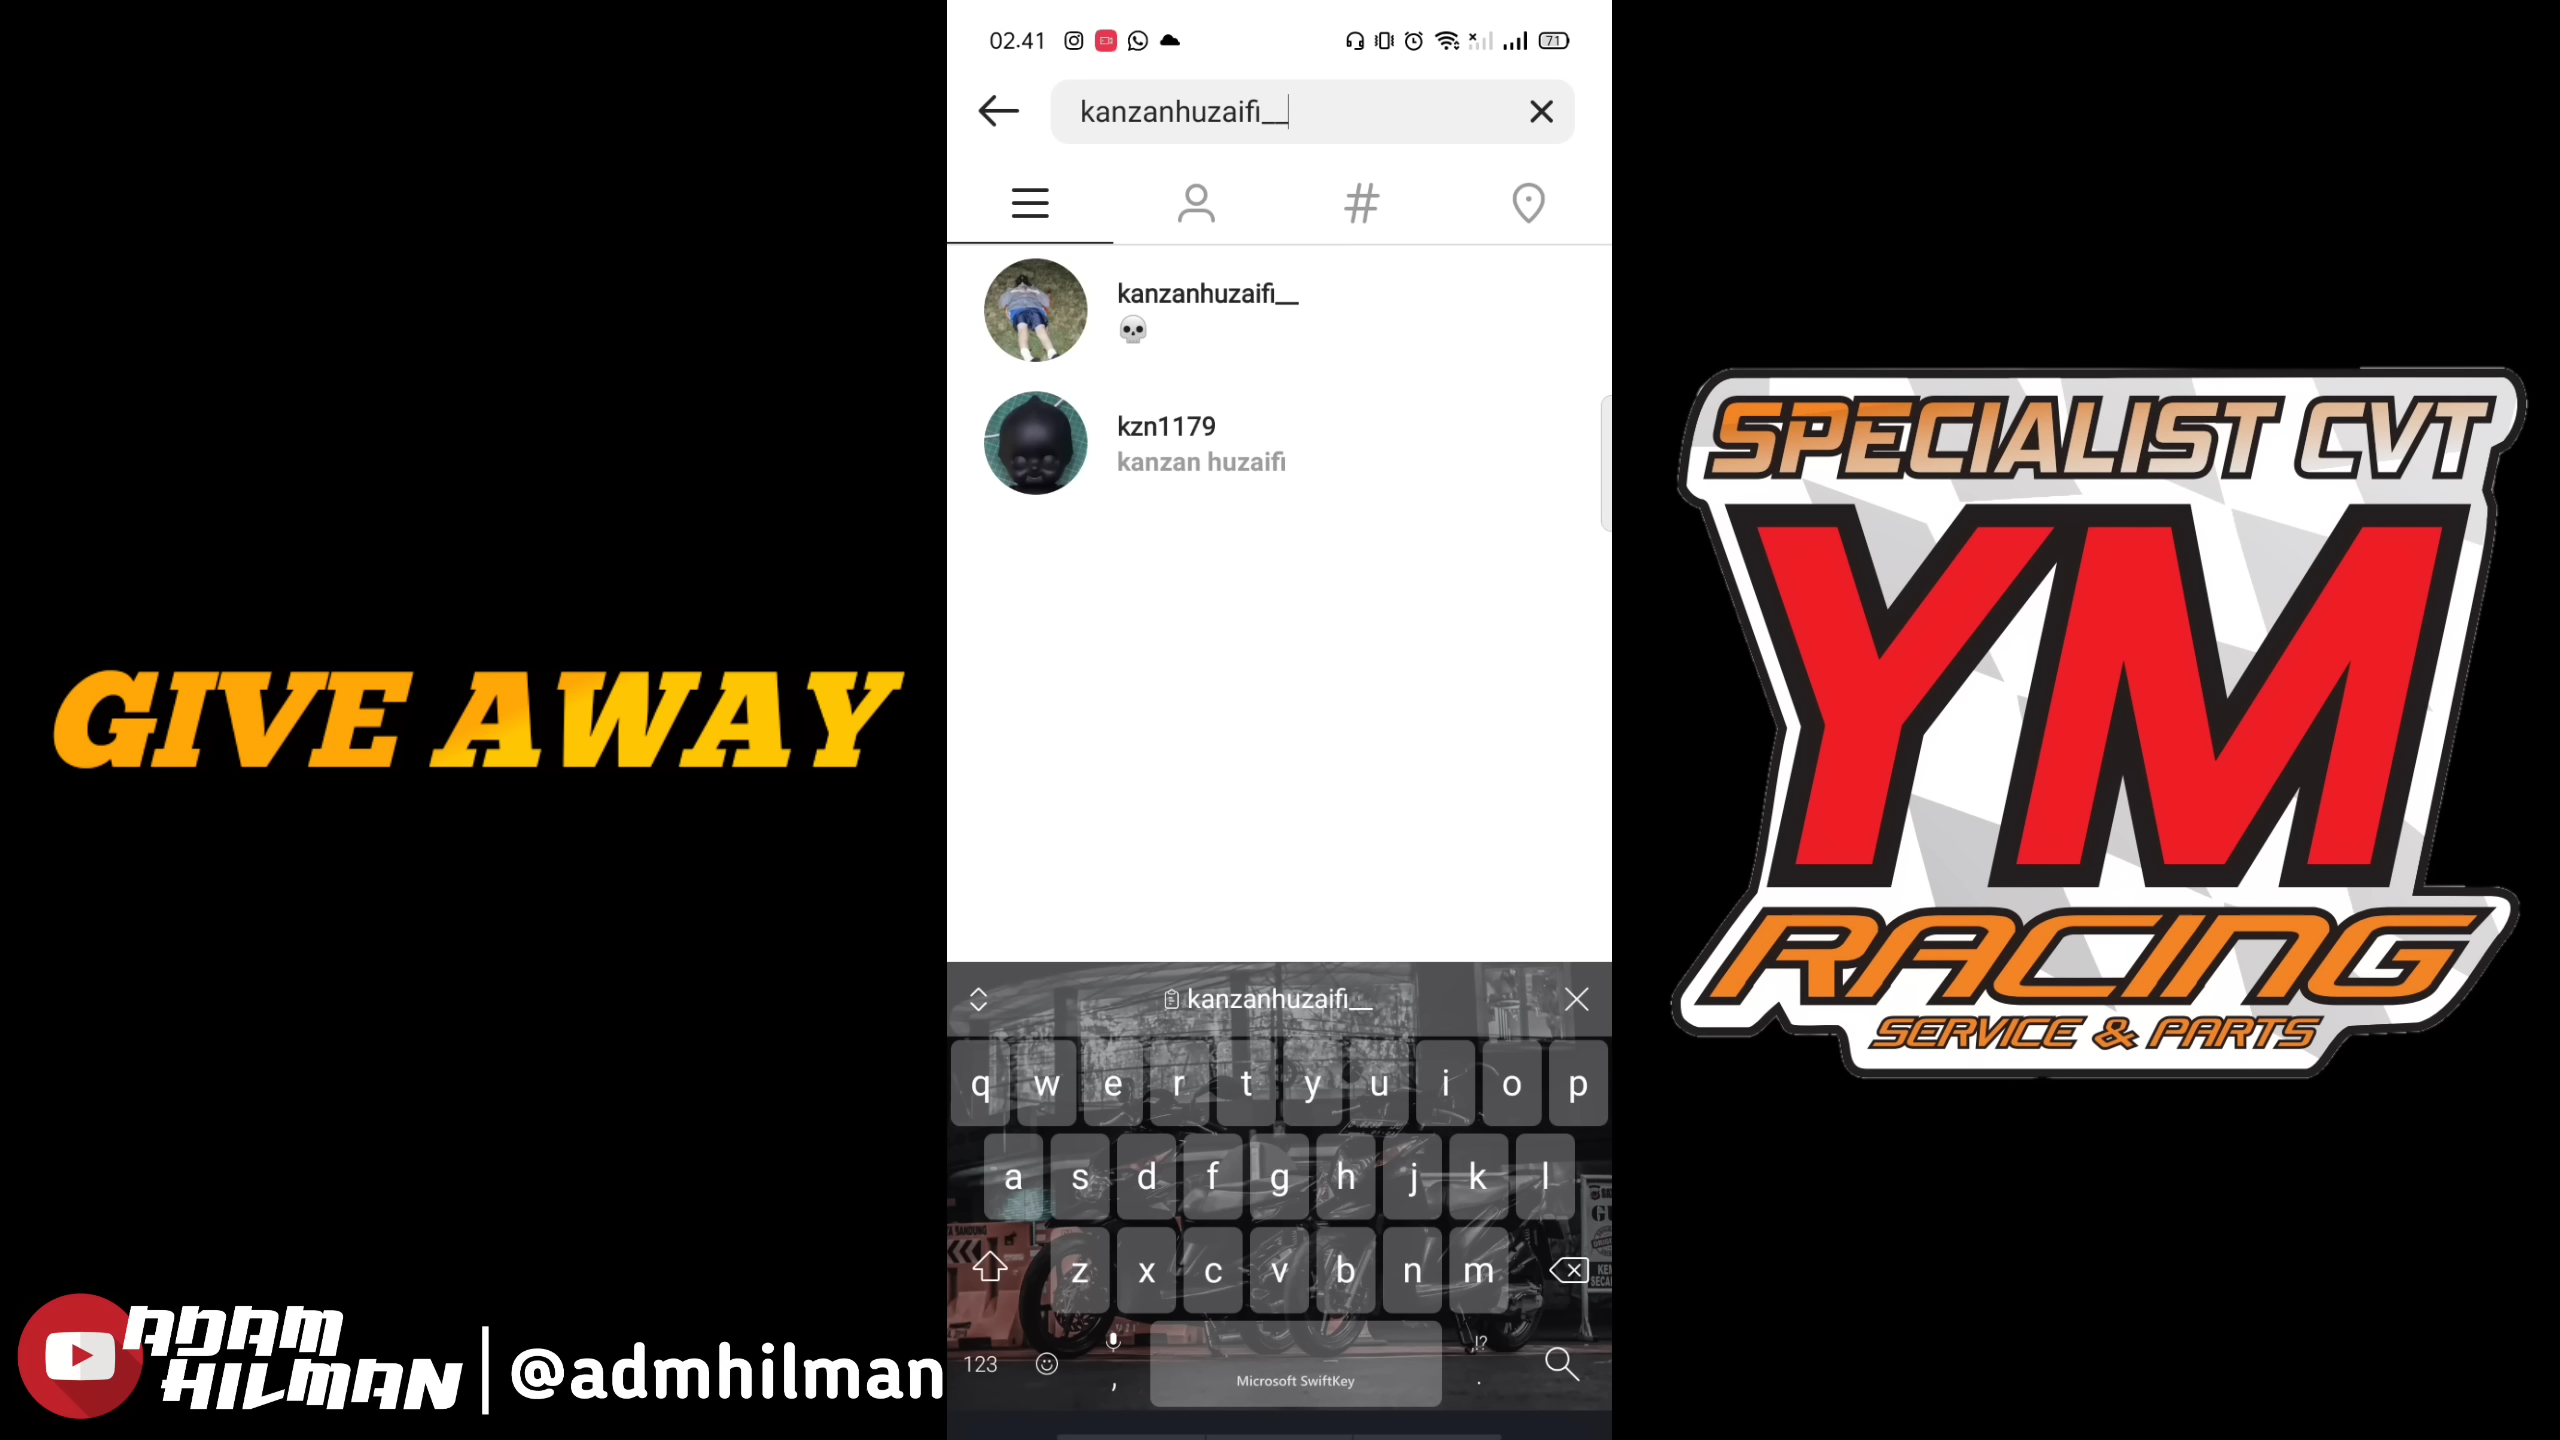 02.41
71
kanzanhuzaifi__
kanzanhuzaifi__
💀
kzn1179
kanzan huzaifi
kanzanhuzaifi__
q w e r t y u i o p
a s d f g h j k l
z x c v b n m
123 , Microsoft SwiftKey . !?
GIVE AWAY
ADAM
HILMAN
@admhilman
SPECIALIST CVT
YM
RACING
SERVICE & PARTS